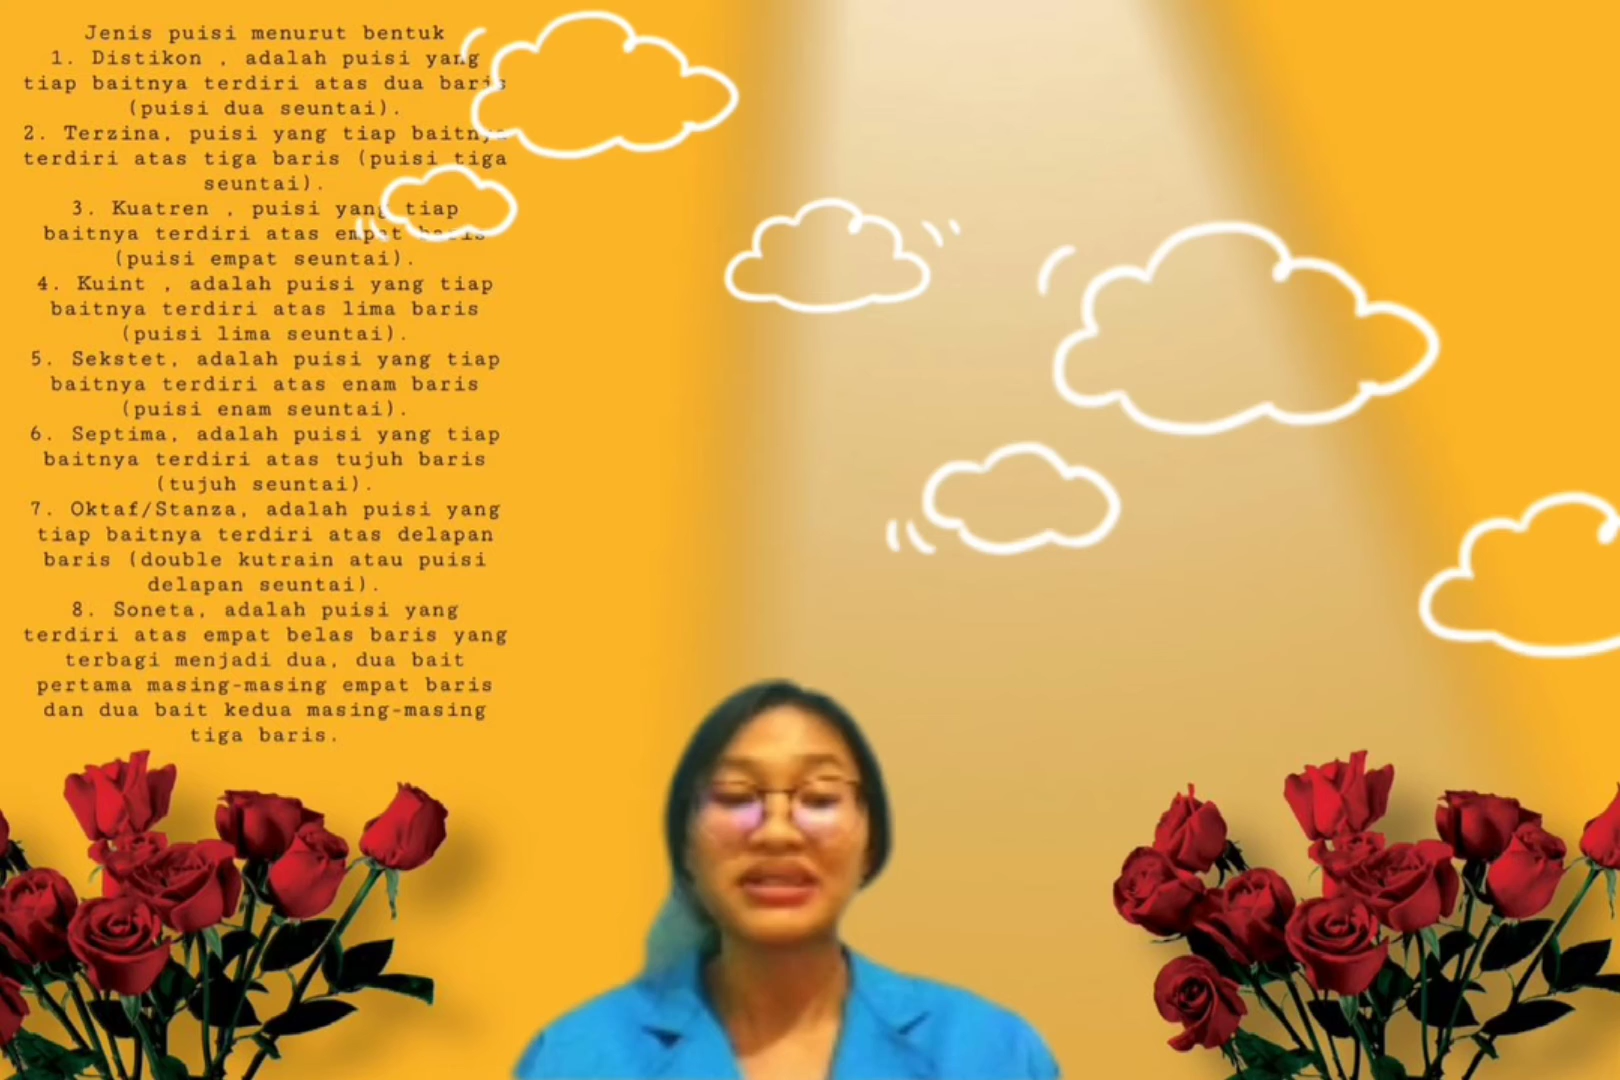 Jenis puisi menurut bentuk
1. Distikon , adalah puisi yang
tiap baitnya terdiri atas dua baris
(puisi dua seuntai).
2. Terzina, puisi yang tiap baitnya
terdiri atas tiga baris (puisi tiga
seuntai).
3. Kuatren , puisi yang tiap
baitnya terdiri atas empat baris
(puisi empat seuntai).
4. Kuint , adalah puisi yang tiap
baitnya terdiri atas lima baris
(puisi lima seuntai).
5. Sekstet, adalah puisi yang tiap
baitnya terdiri atas enam baris
(puisi enam seuntai).
6. Septima, adalah puisi yang tiap
baitnya terdiri atas tujuh baris
(tujuh seuntai).
7. Oktaf/Stanza, adalah puisi yang
tiap baitnya terdiri atas delapan
baris (double kutrain atau puisi
delapan seuntai).
8. Soneta, adalah puisi yang
terdiri atas empat belas baris yang
terbagi menjadi dua, dua bait
pertama masing-masing empat baris
dan dua bait kedua masing-masing
tiga baris.